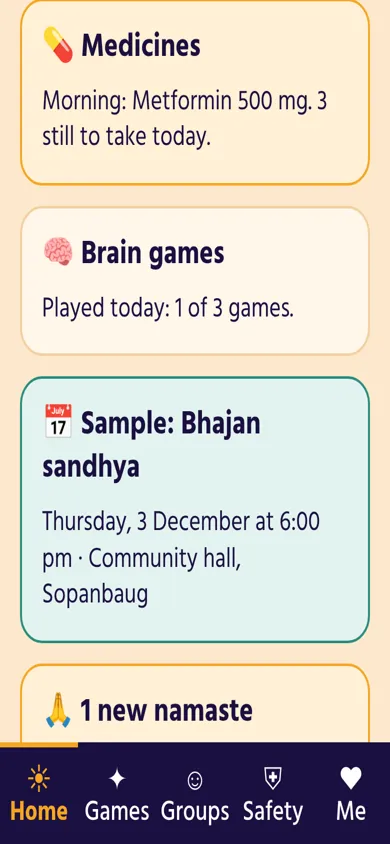 💊 Medicines
Morning: Metformin 500 mg. 3
still to take today.
🧠 Brain games
Played today: 1 of 3 games.
📅 Sample: Bhajan
sandhya
Thursday, 3 December at 6:00
pm · Community hall,
Sopanbaug
🙏 1 new namaste
Home Games Groups Safety Me